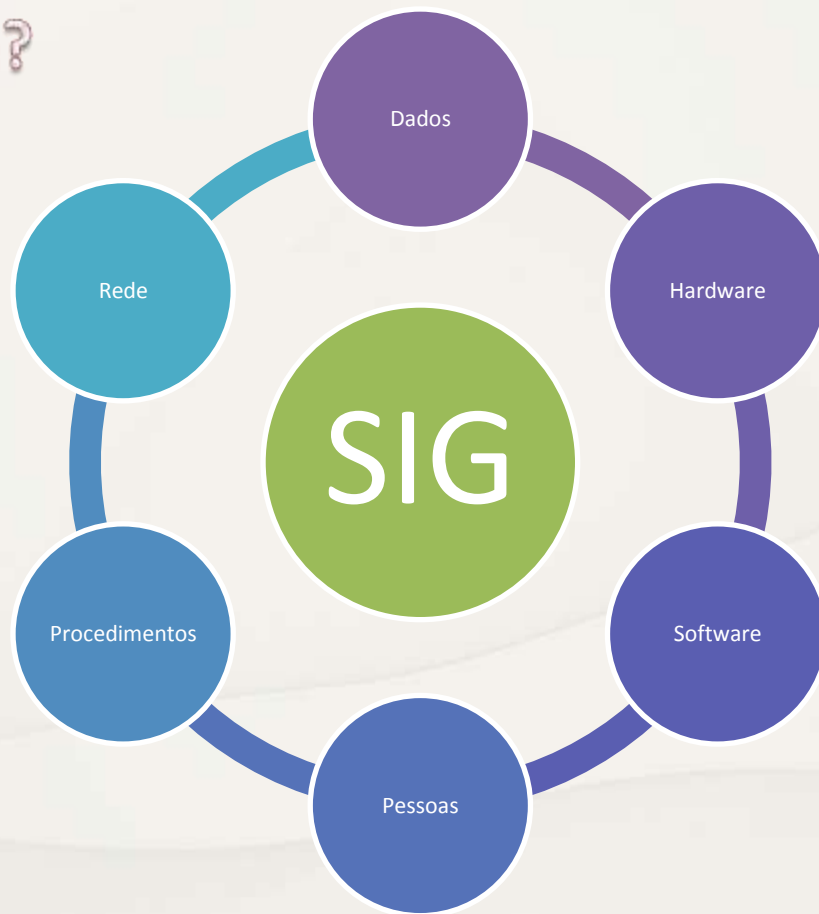 ?
Dados
Hardware
Software
Pessoas
Procedimentos
Rede
SIG